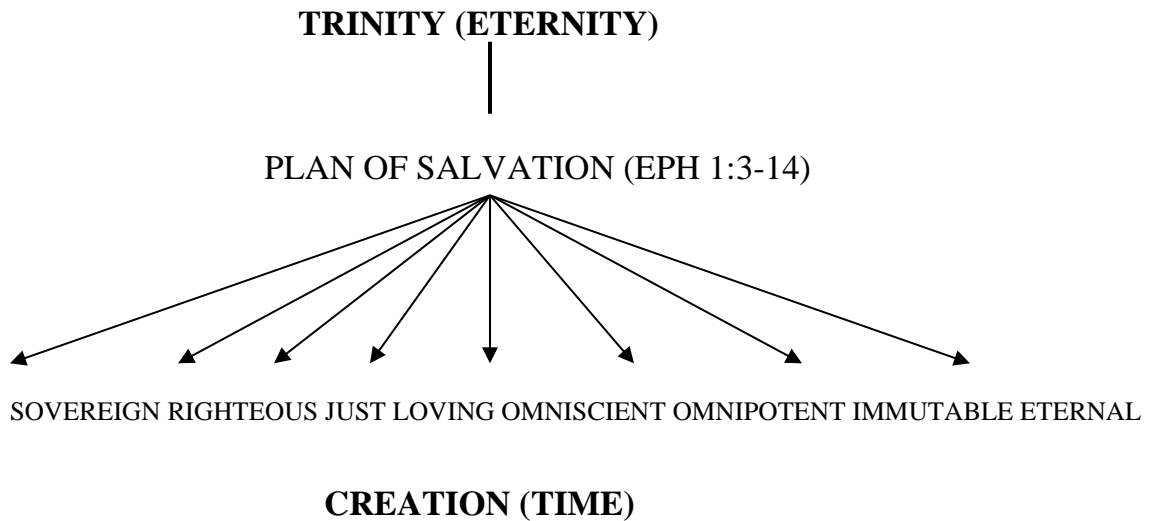 TRINITY (ETERNITY)
PLAN OF SALVATION (EPH 1:3-14)
SOVEREIGN RIGHTEOUS JUST LOVING OMNISCIENT OMNIPOTENT IMMUTABLE ETERNAL
CREATION (TIME)